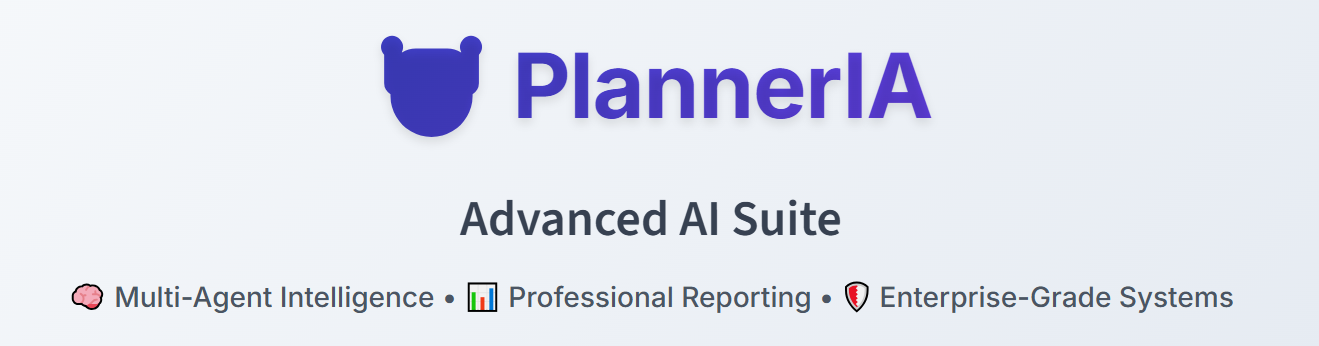 PlannerIA
Advanced AI Suite
🧠 Multi-Agent Intelligence • 📊 Professional Reporting • 🛡️ Enterprise-Grade Systems